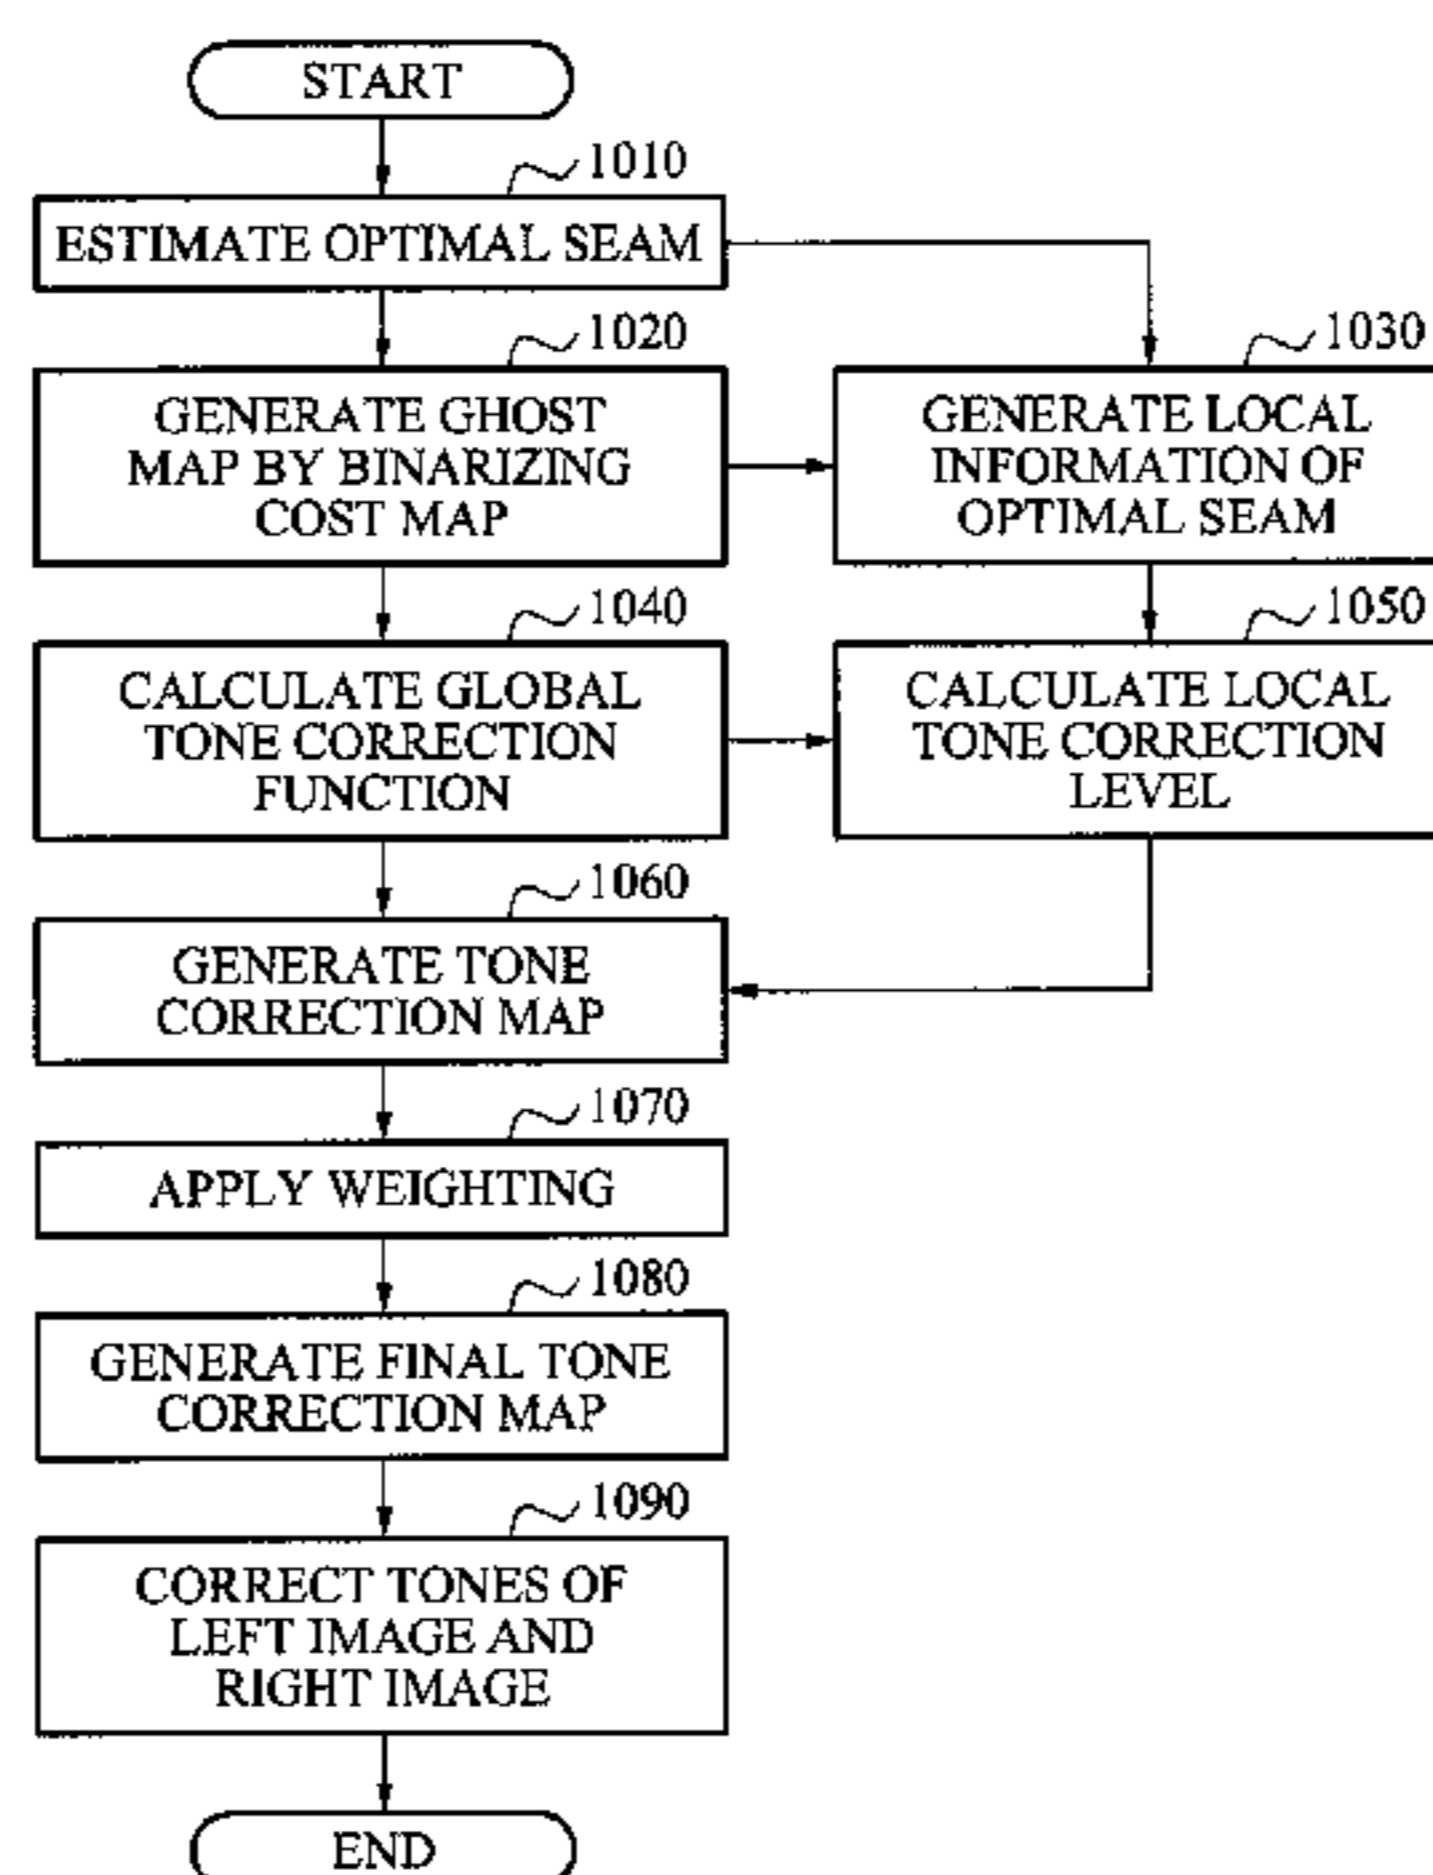 START
1010
ESTIMATE OPTIMAL SEAM
1020
GENERATE GHOST
MAP BY BINARIZING
COST MAP
1030
GENERATE LOCAL
INFORMATION OF
OPTIMAL SEAM
1040
CALCULATE GLOBAL
TONE CORRECTION
FUNCTION
1050
CALCULATE LOCAL
TONE CORRECTION
LEVEL
1060
GENERATE TONE
CORRECTION MAP
1070
APPLY WEIGHTING
1080
GENERATE FINAL TONE
CORRECTION MAP
1090
CORRECT TONES OF
LEFT IMAGE AND
RIGHT IMAGE
END